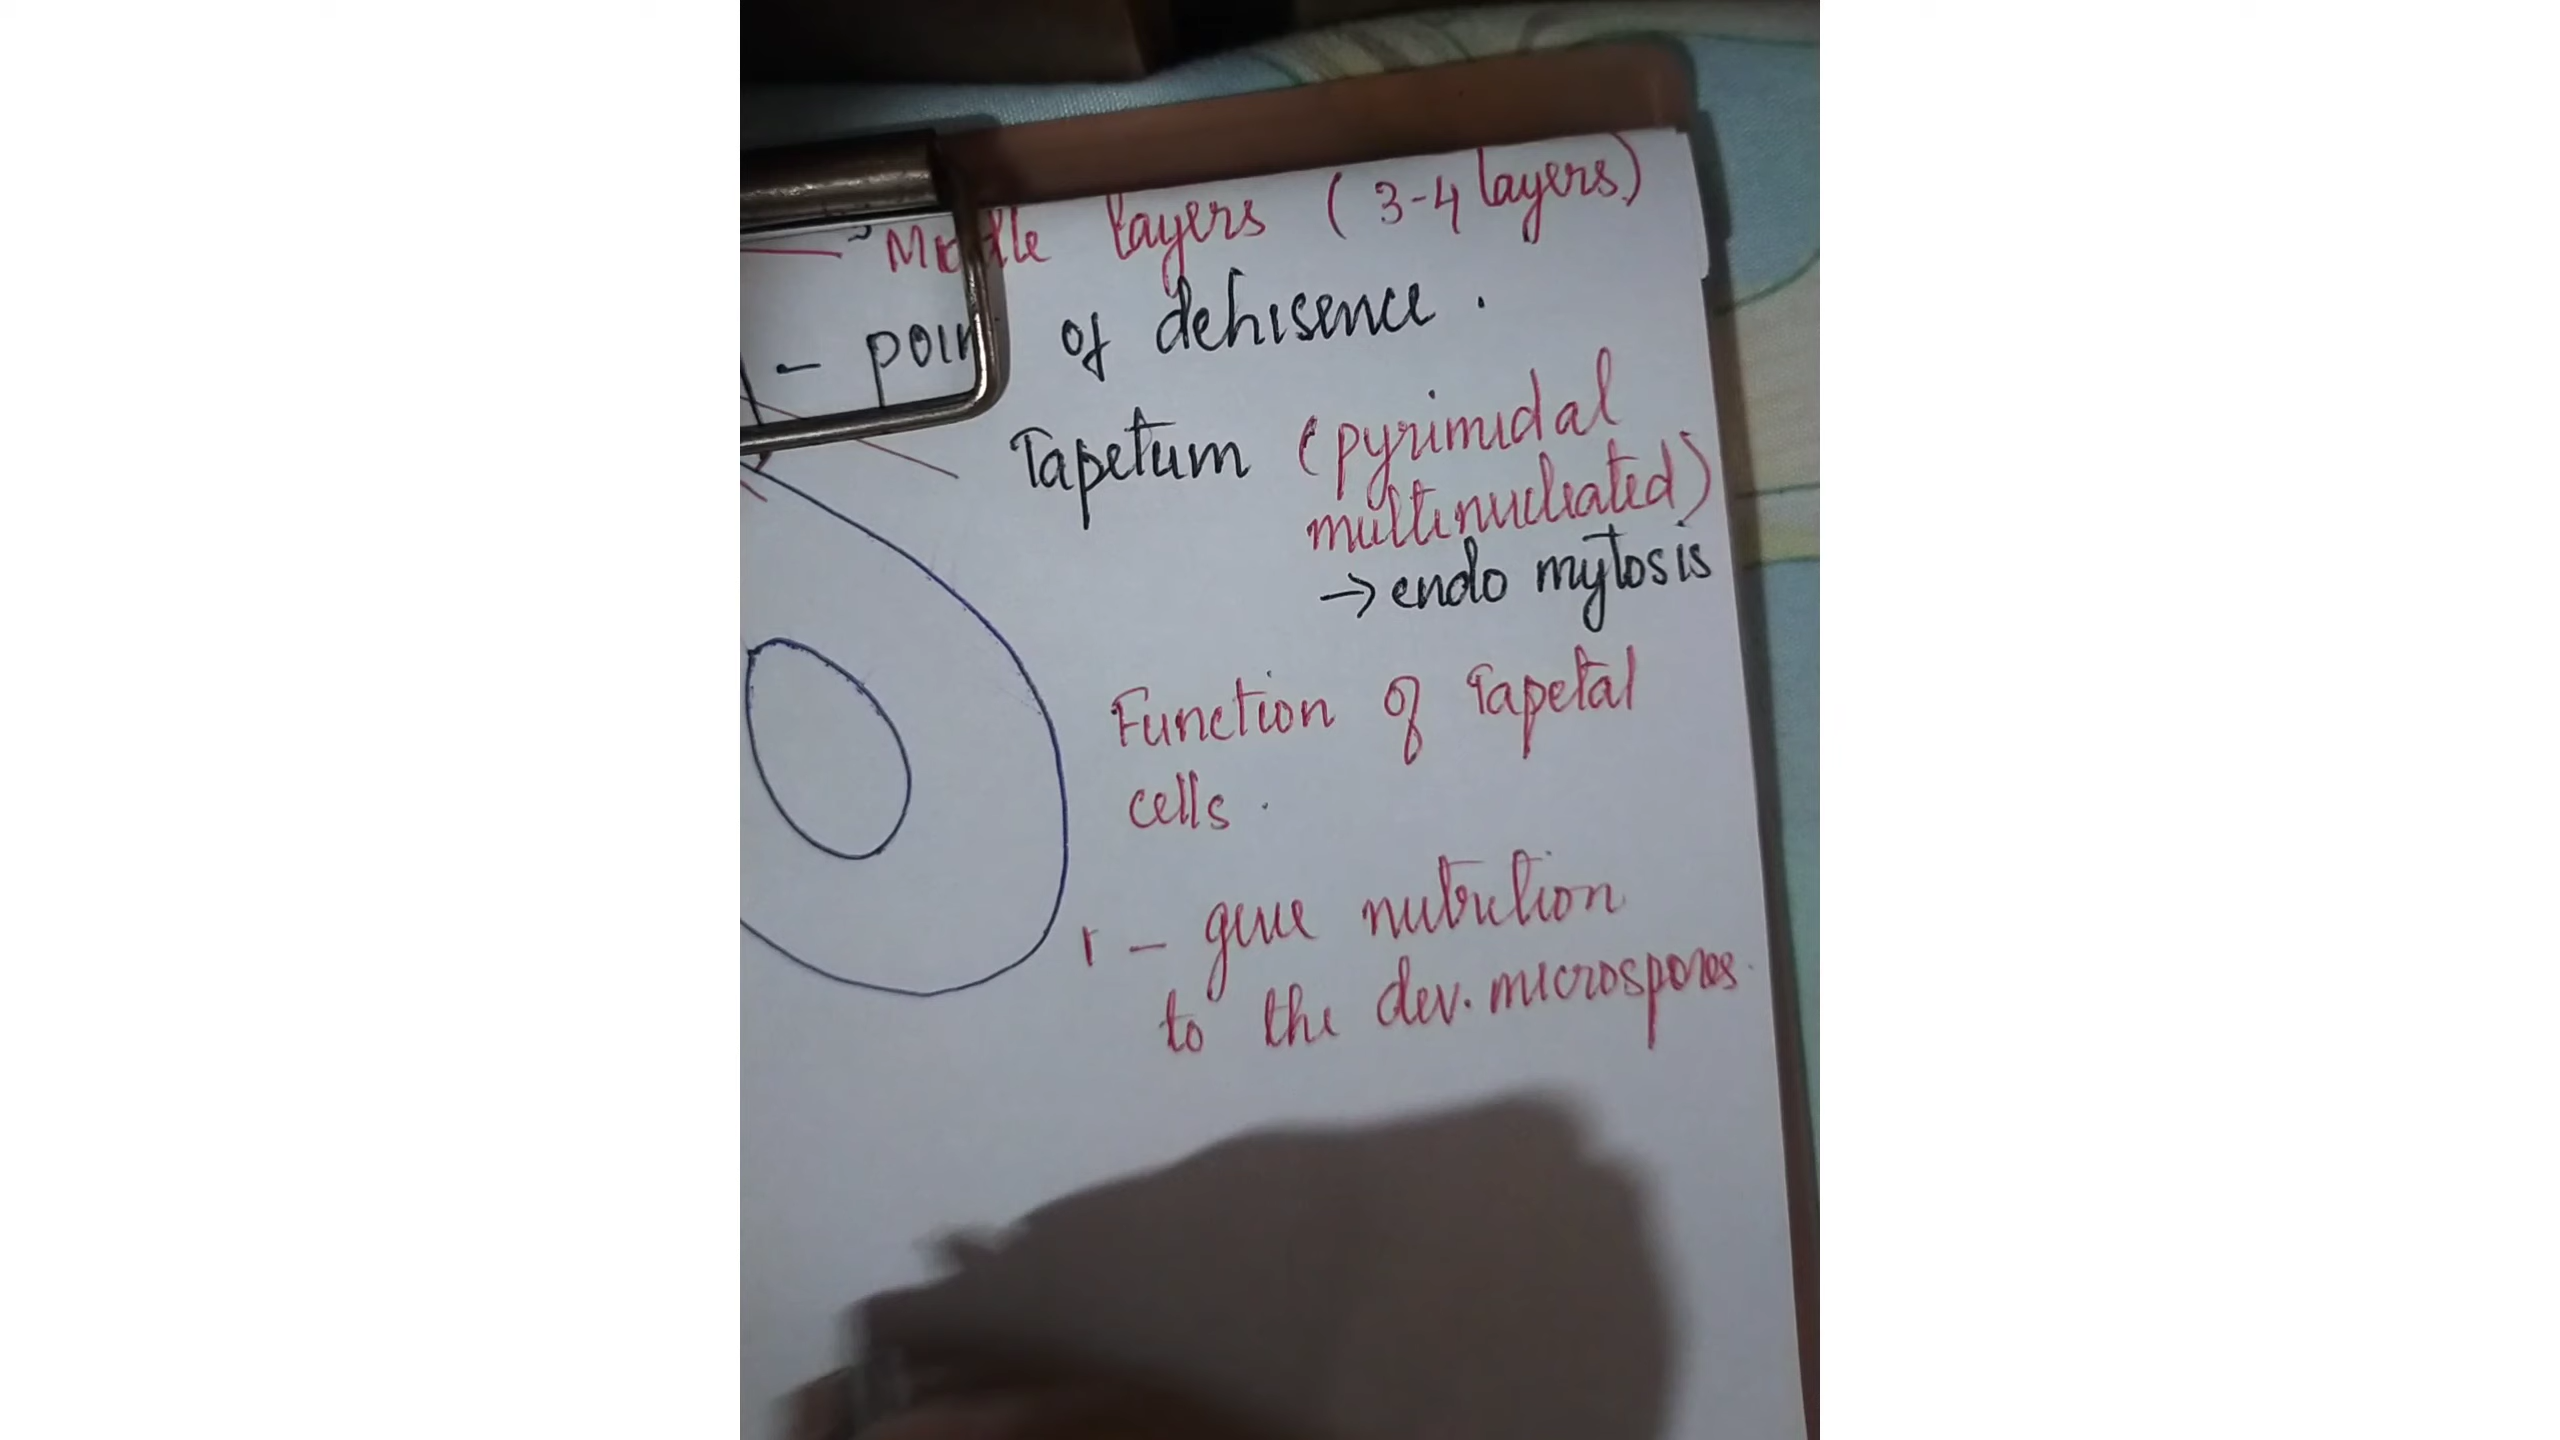 Middle layers (3-4 layers)
- point of dehisence.
Tapetum (pyrimidal
multinucleated)
→ endo mytosis
Function of Tapetal
cells.
1 - give nutrition
to the dev. microspores.